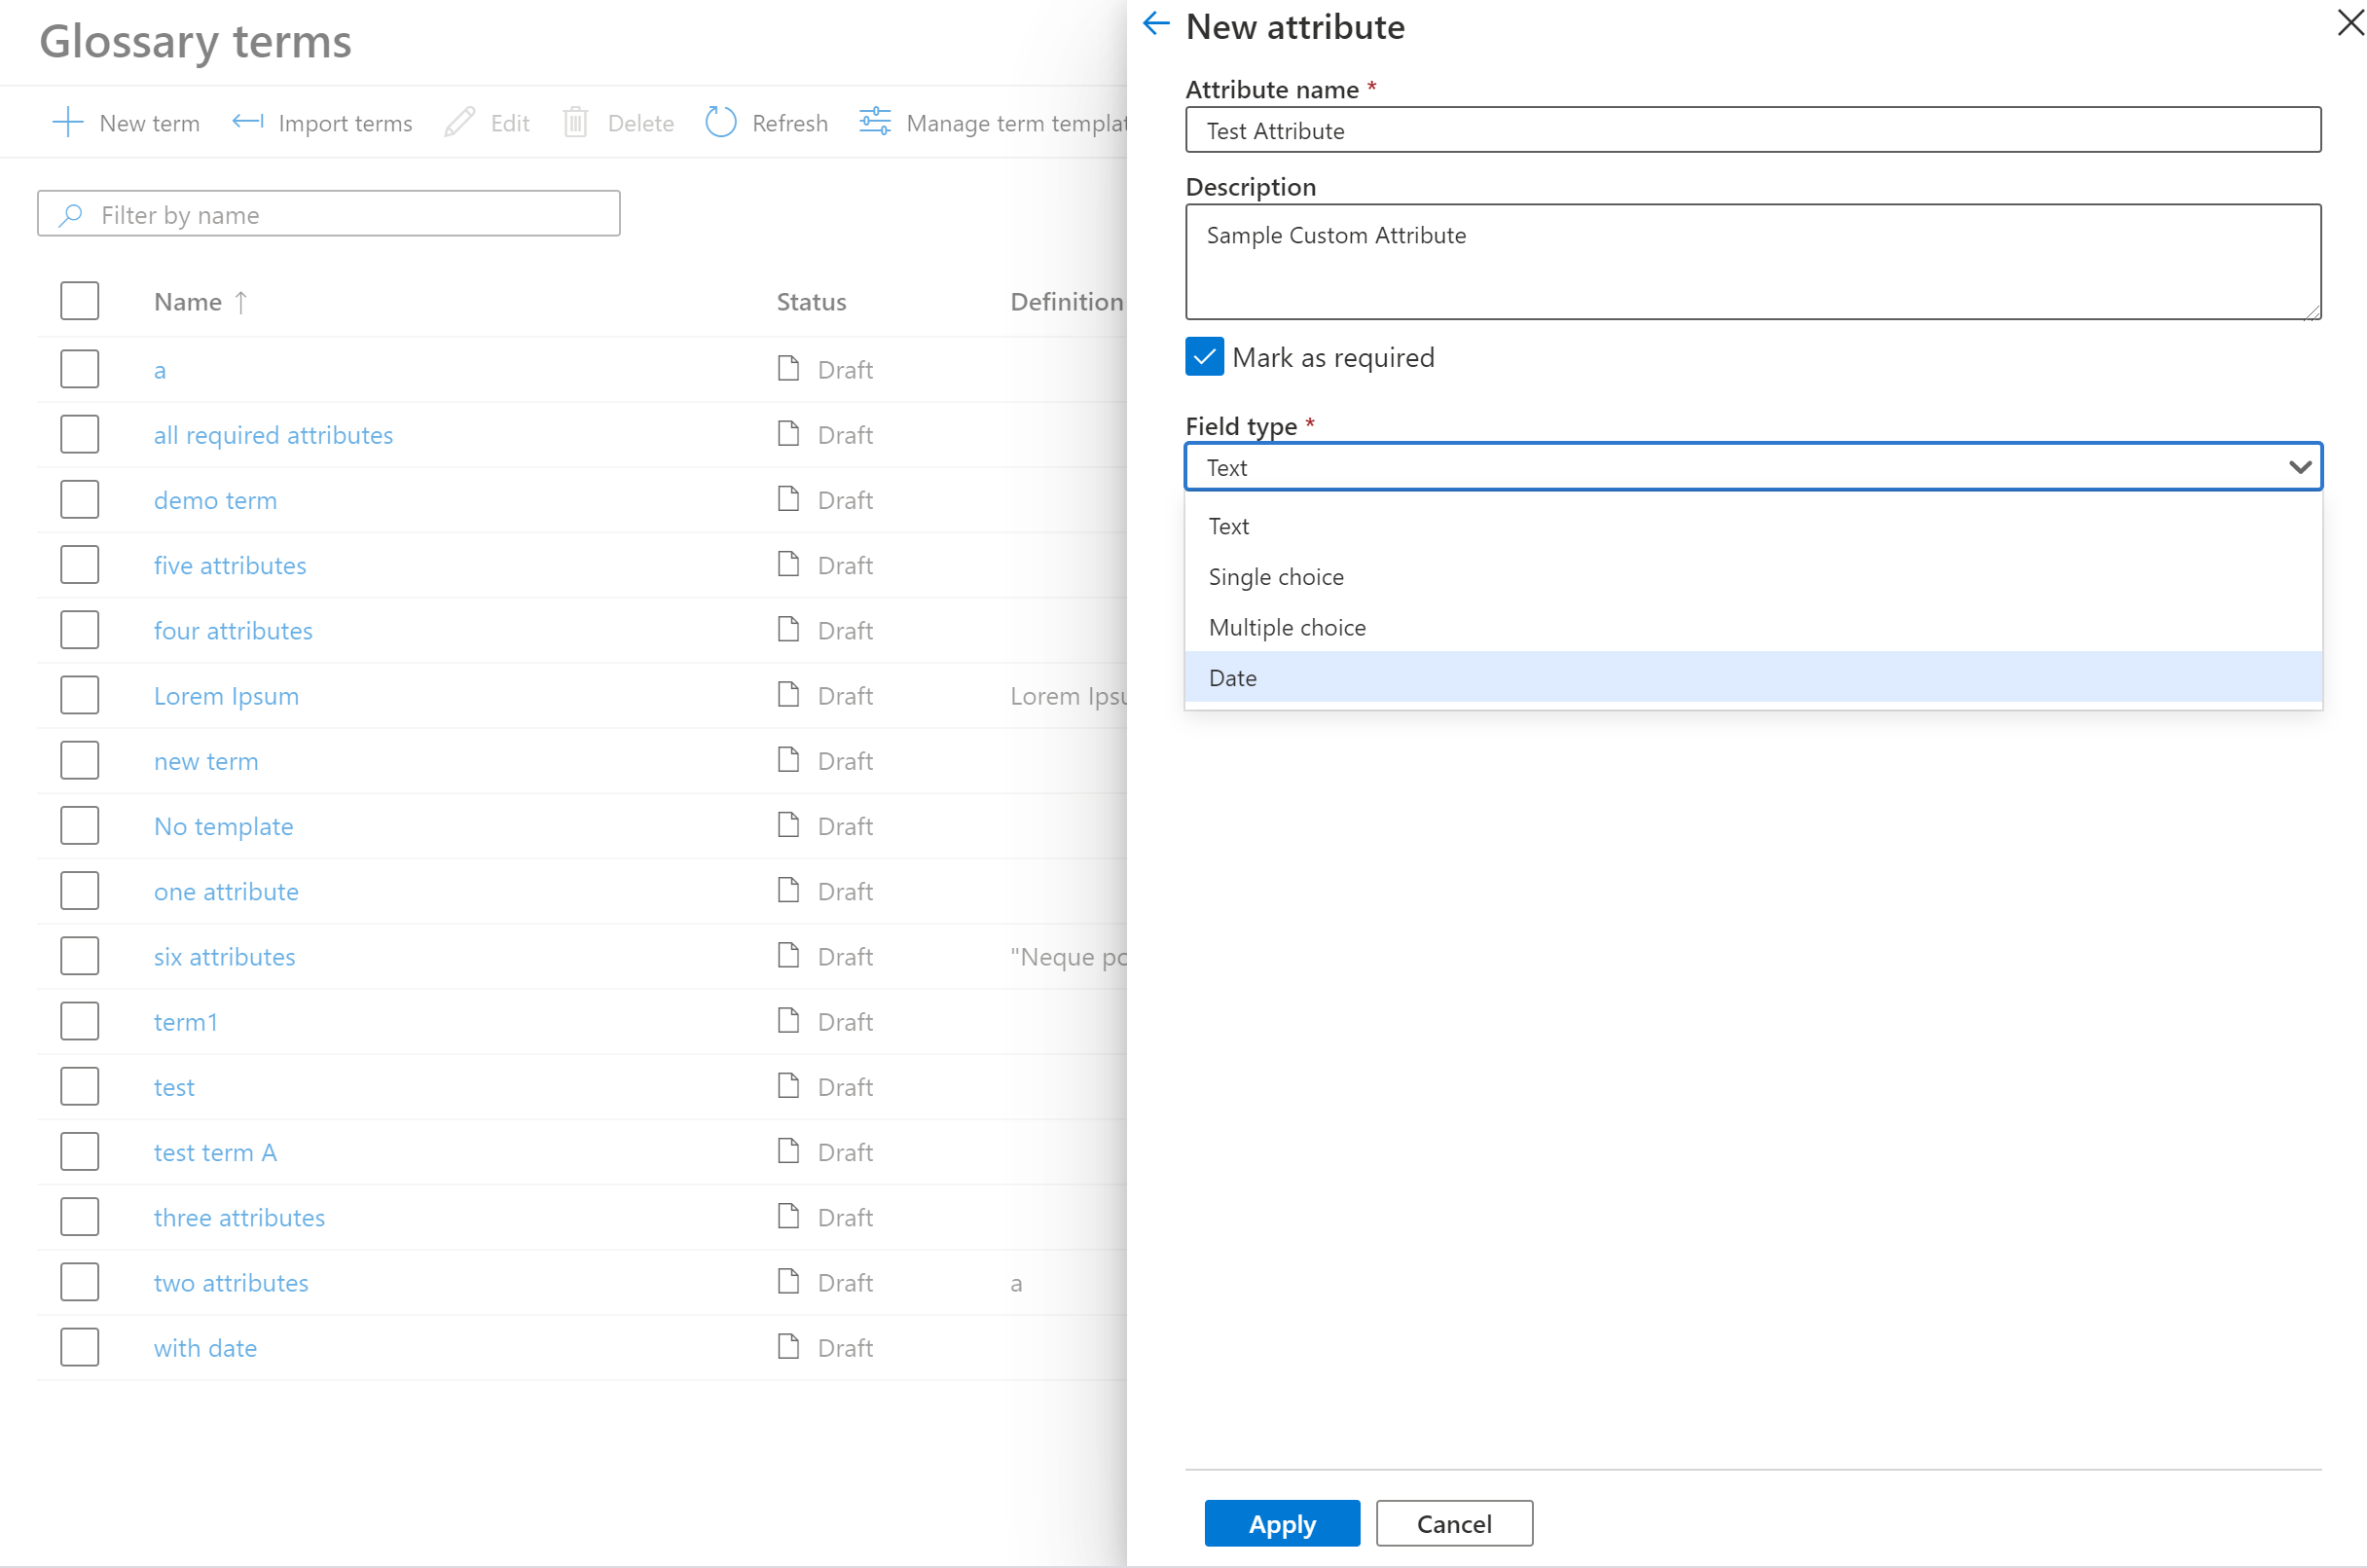 Glossary terms
New term Import terms Edit Delete Refresh Manage term templat
Filter by name
Name ↑ Status Definition
a Draft
all required attributes Draft
demo term Draft
five attributes Draft
four attributes Draft
Lorem Ipsum Draft Lorem Ipsu
new term Draft
No template Draft
one attribute Draft
six attributes Draft "Neque po
term1 Draft
test Draft
test term A Draft
three attributes Draft
two attributes Draft a
with date Draft
New attribute
Attribute name *
Test Attribute
Description
Sample Custom Attribute
Mark as required
Field type *
Text
Text
Single choice
Multiple choice
Date
Apply Cancel